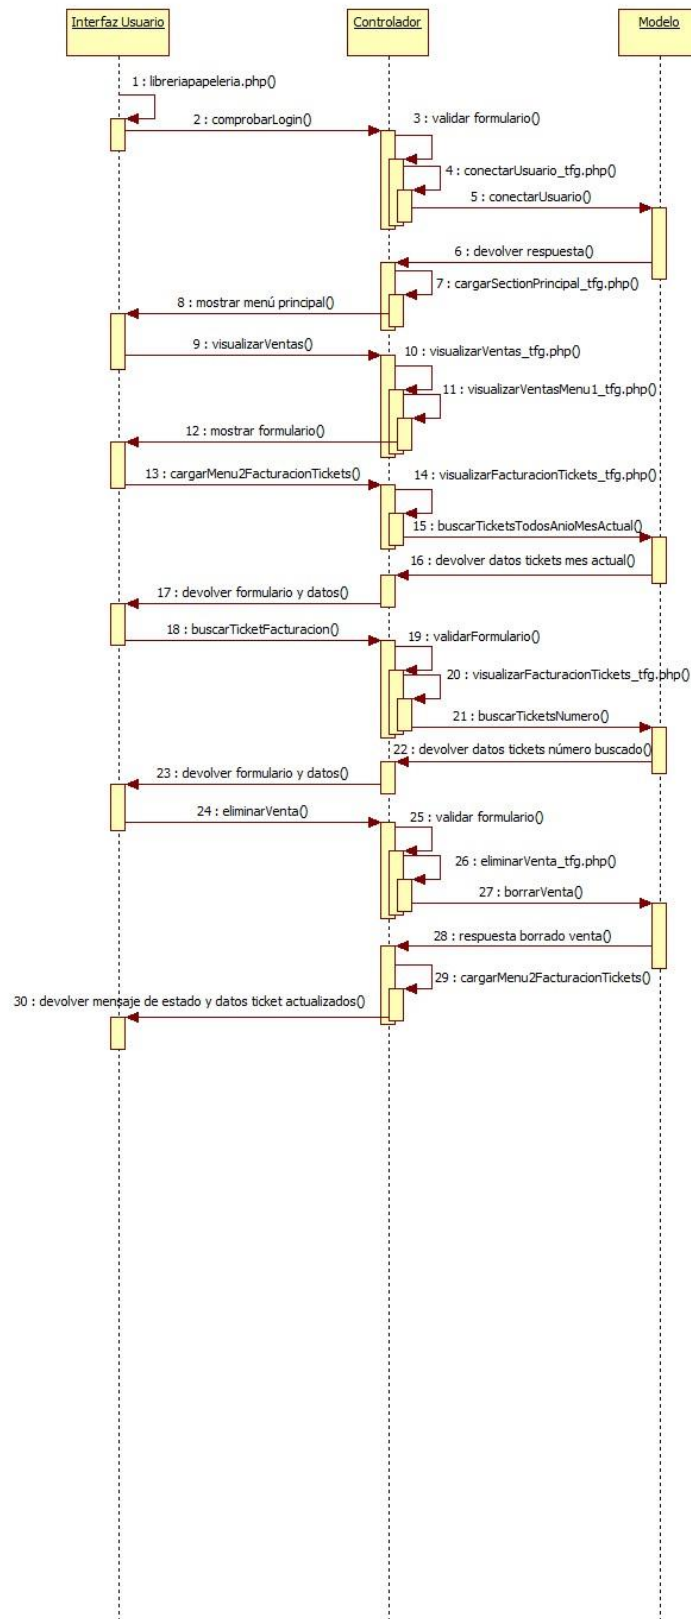 Interfaz Usuario
Controlador
Modelo
1 : libreriapapeleria.php()
2 : comprobarLogin()
3 : validar formulario()
4 : conectarUsuario_tfg.php()
5 : conectarUsuario()
6 : devolver respuesta()
7 : cargarSectionPrincipal_tfg.php()
8 : mostrar menú principal()
9 : visualizarVentas()
10 : visualizarVentas_tfg.php()
11 : visualizarVentasMenu1_tfg.php()
12 : mostrar formulario()
13 : cargarMenu2FacturacionTickets()
14 : visualizarFacturacionTickets_tfg.php()
15 : buscarTicketsTodosAnioMesActual()
16 : devolver datos tickets mes actual()
17 : devolver formulario y datos()
18 : buscarTicketFacturacion()
19 : validarFormulario()
20 : visualizarFacturacionTickets_tfg.php()
21 : buscarTicketsNumero()
22 : devolver datos tickets número buscado()
23 : devolver formulario y datos()
24 : eliminarVenta()
25 : validar formulario()
26 : eliminarVenta_tfg.php()
27 : borrarVenta()
28 : respuesta borrado venta()
29 : cargarMenu2FacturacionTickets()
30 : devolver mensaje de estado y datos ticket actualizados()